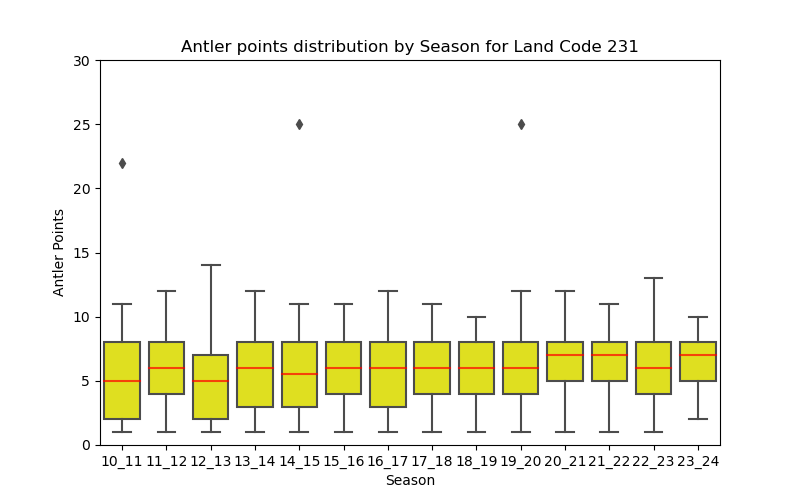 Antler points distribution by Season for Land Code 231
Antler Points
30
25
20
15
10
5
0
10_11 11_12 12_13 13_14 14_15 15_16 16_17 17_18 18_19 19_20 20_21 21_22 22_23 23_24
Season